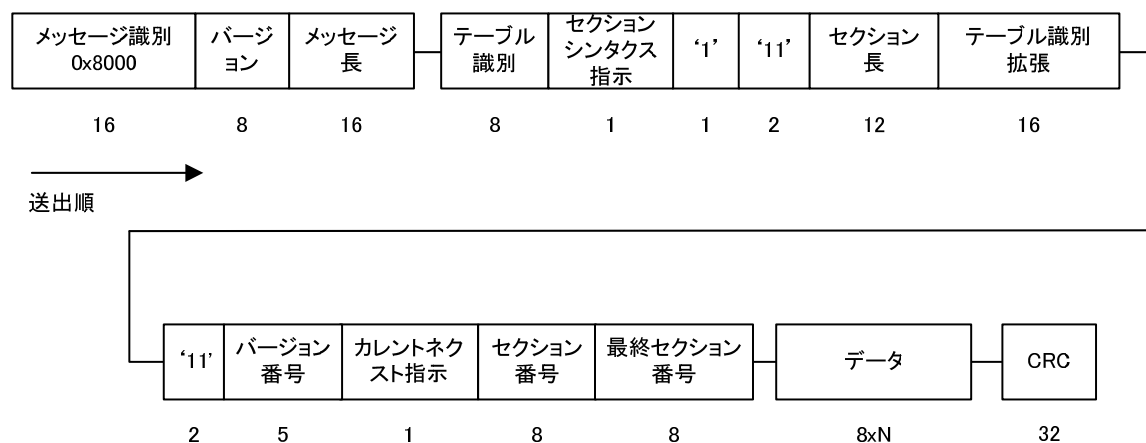 メッセージ識別
0x8000
バージ
ョン
メッセージ
長
テーブル
識別
セクション
シンタクス
指示
‘1’
‘11’
セクション
長
テーブル識別
拡張
16
8
16
8
1
1
2
12
16
送出順
‘11’
バージョン
番号
カレントネク
スト指示
セクション
番号
最終セクション
番号
データ
CRC
2
5
1
8
8
8xN
32